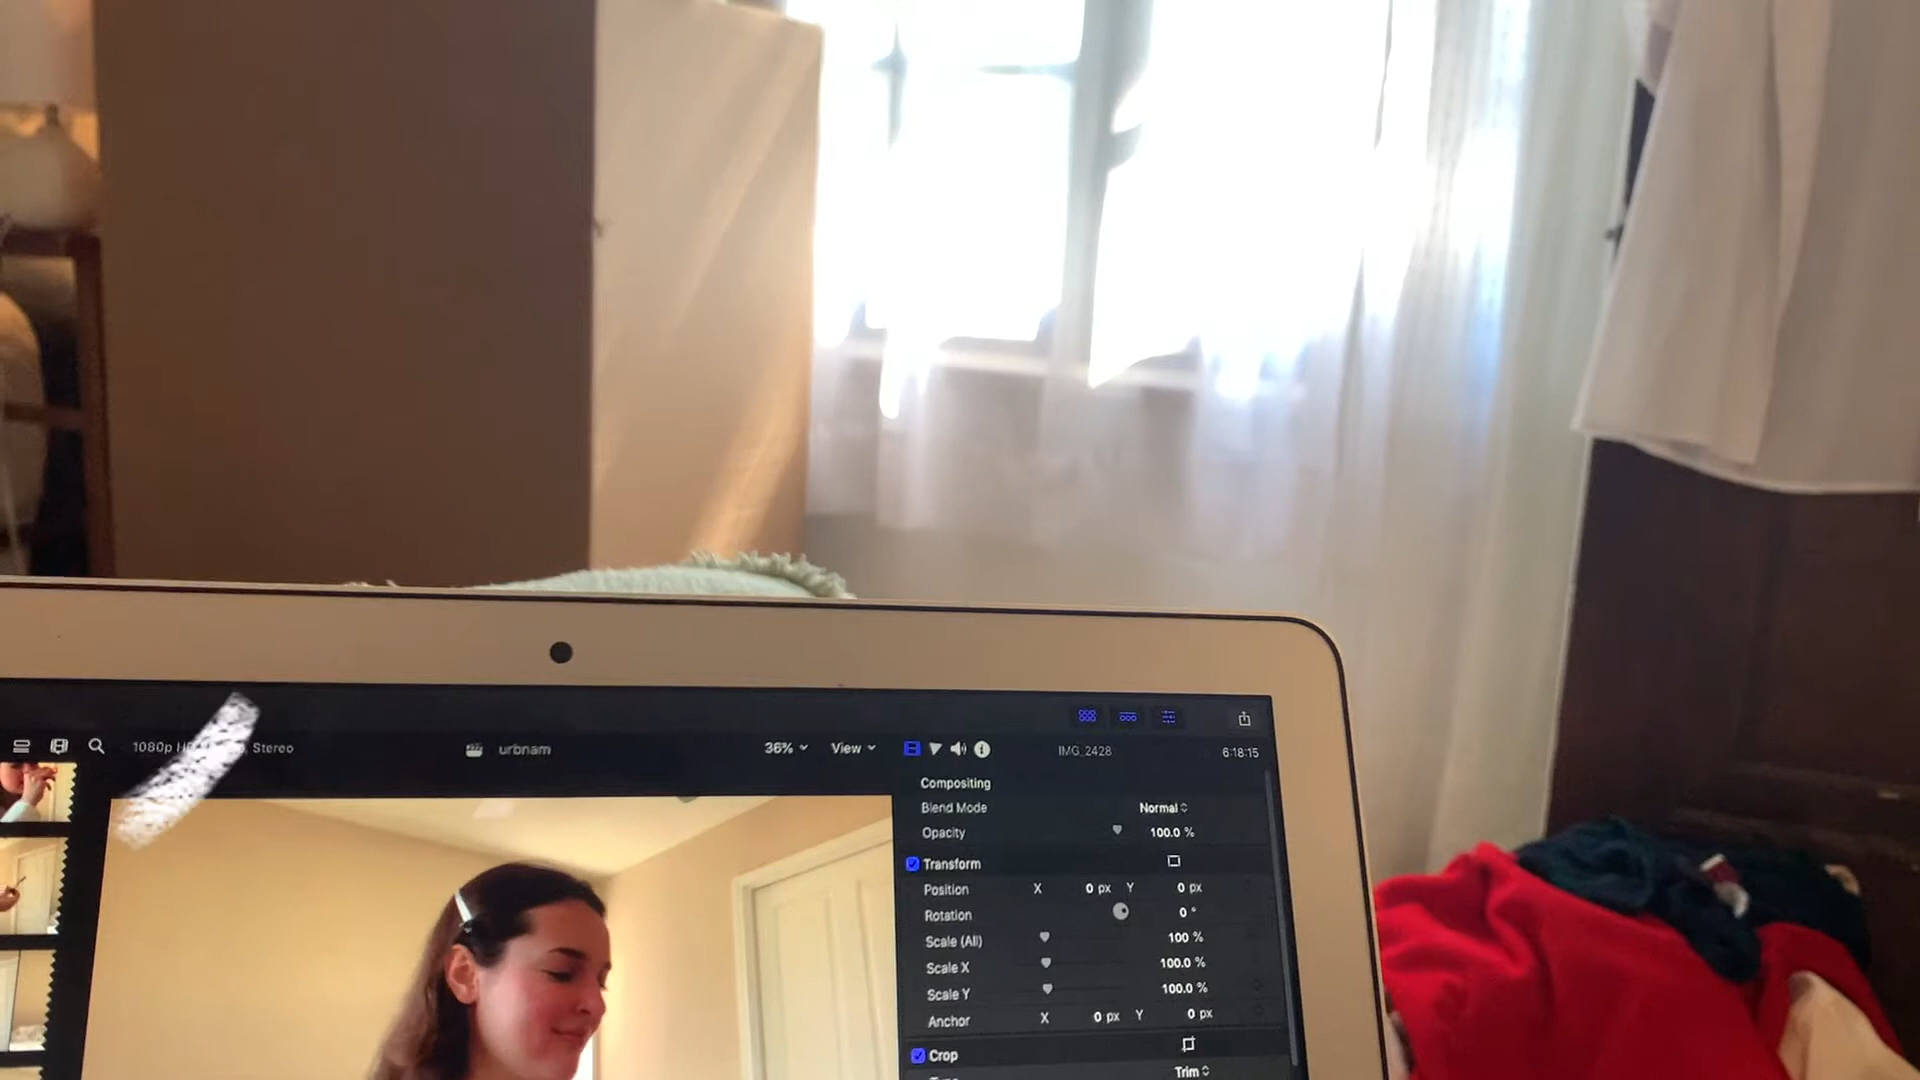 1080p HD Stereo
urbnam
36%
View
IMG_2428
6:18:15
Compositing
Blend Mode Normal
Opacity 100.0 %
Transform
Position X 0 px Y 0 px
Rotation 0 °
Scale (All) 100 %
Scale X 100.0 %
Scale Y 100.0 %
Anchor X 0 px Y 0 px
Crop
Trim